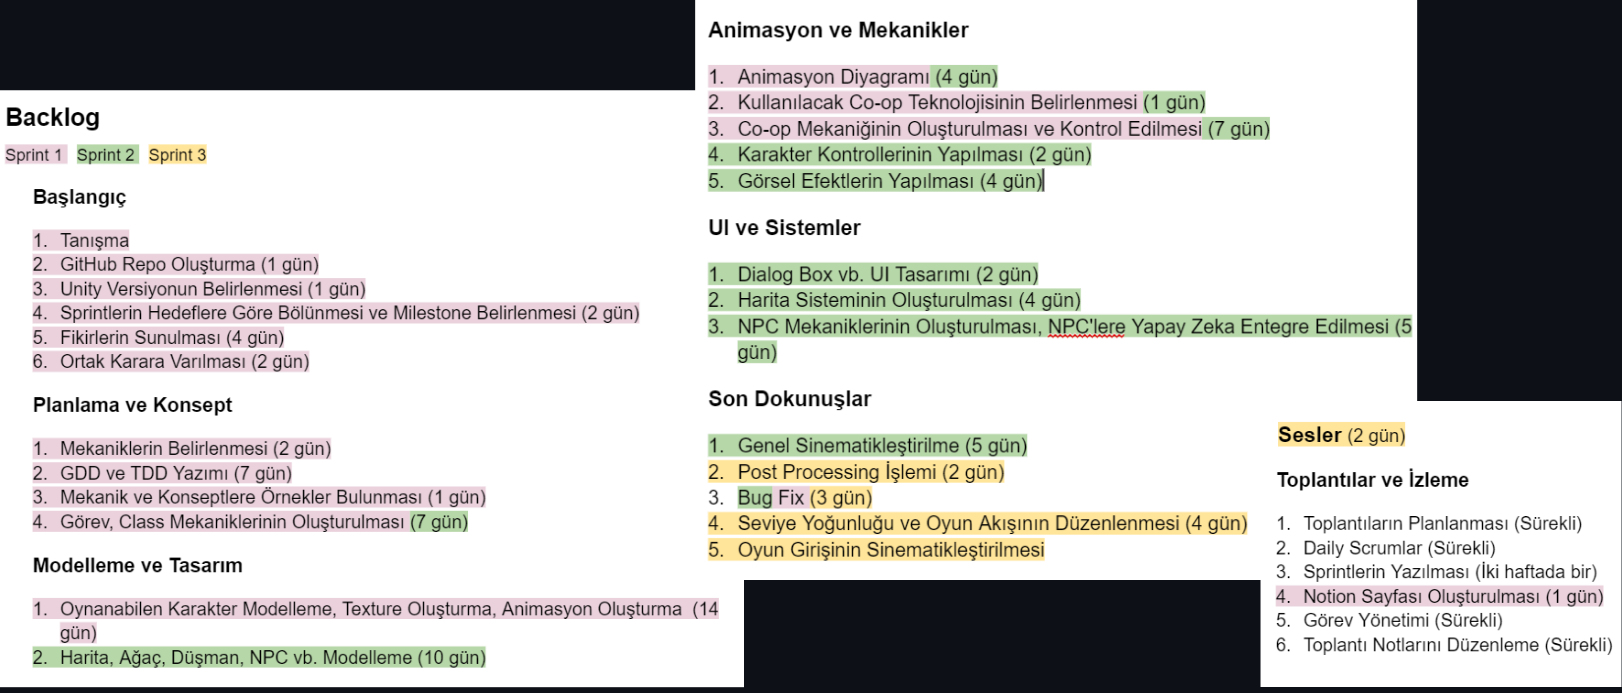 Backlog
Sprint 1 Sprint 2 Sprint 3
Başlangıç
1. Tanışma
2. GitHub Repo Oluşturma (1 gün)
3. Unity Versiyonun Belirlenmesi (1 gün)
4. Sprintlerin Hedeflere Göre Bölünmesi ve Milestone Belirlenmesi (2 gün)
5. Fikirlerin Sunulması (4 gün)
6. Ortak Karara Varılması (2 gün)
Planlama ve Konsept
1. Mekaniklerin Belirlenmesi (2 gün)
2. GDD ve TDD Yazımı (7 gün)
3. Mekanik ve Konseptlere Örnekler Bulunması (1 gün)
4. Görev, Class Mekaniklerinin Oluşturulması (7 gün)
Modelleme ve Tasarım
1. Oynanabilen Karakter Modelleme, Texture Oluşturma, Animasyon Oluşturma (14
gün)
2. Harita, Ağaç, Düşman, NPC vb. Modelleme (10 gün)
Animasyon ve Mekanikler
1. Animasyon Diyagramı (4 gün)
2. Kullanılacak Co-op Teknolojisinin Belirlenmesi (1 gün)
3. Co-op Mekaniğinin Oluşturulması ve Kontrol Edilmesi (7 gün)
4. Karakter Kontrollerinin Yapılması (2 gün)
5. Görsel Efektlerin Yapılması (4 gün)
UI ve Sistemler
1. Dialog Box vb. UI Tasarımı (2 gün)
2. Harita Sisteminin Oluşturulması (4 gün)
3. NPC Mekaniklerinin Oluşturulması, NPC'lere Yapay Zeka Entegre Edilmesi (5
gün)
Son Dokunuşlar
1. Genel Sinematikleştirilme (5 gün)
2. Post Processing İşlemi (2 gün)
3. Bug Fix (3 gün)
4. Seviye Yoğunluğu ve Oyun Akışının Düzenlenmesi (4 gün)
5. Oyun Girişinin Sinematikleştirilmesi
Sesler (2 gün)
Toplantılar ve İzleme
1. Toplantıların Planlanması (Sürekli)
2. Daily Scrumlar (Sürekli)
3. Sprintlerin Yazılması (İki haftada bir)
4. Notion Sayfası Oluşturulması (1 gün)
5. Görev Yönetimi (Sürekli)
6. Toplantı Notlarını Düzenleme (Sürekli)